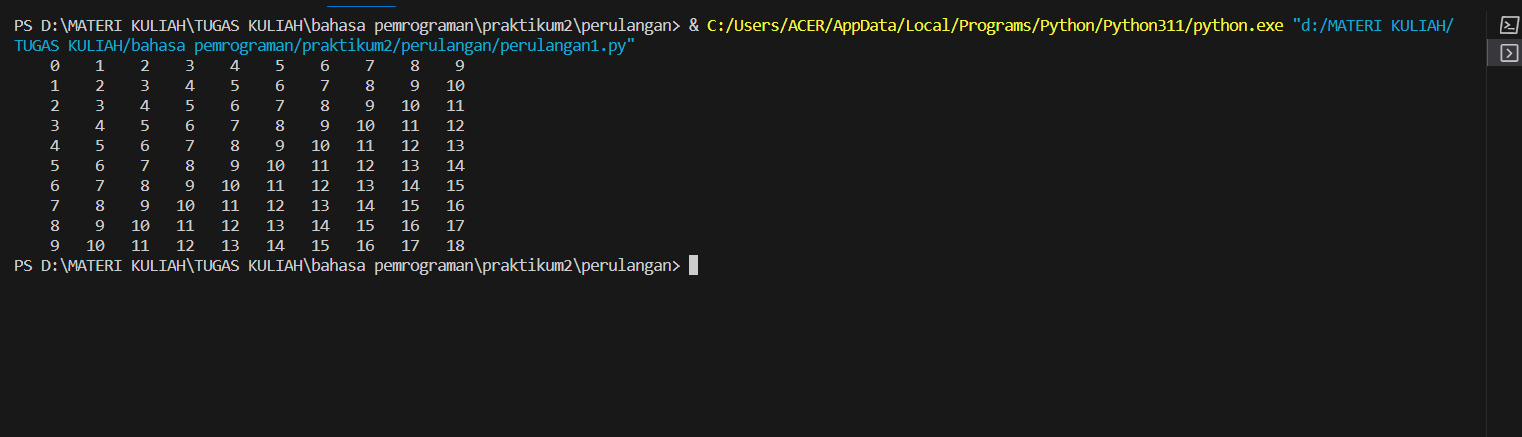 PS D:\MATERI KULIAH\TUGAS KULIAH\bahasa pemrograman\praktikum2\perulangan> & C:/Users/ACER/AppData/Local/Programs/Python/Python311/python.exe "d:/MATERI KULIAH/
TUGAS KULIAH/bahasa pemrograman/praktikum2/perulangan/perulangan1.py"
    0    1    2    3    4    5    6    7    8    9
    1    2    3    4    5    6    7    8    9   10
    2    3    4    5    6    7    8    9   10   11
    3    4    5    6    7    8    9   10   11   12
    4    5    6    7    8    9   10   11   12   13
    5    6    7    8    9   10   11   12   13   14
    6    7    8    9   10   11   12   13   14   15
    7    8    9   10   11   12   13   14   15   16
    8    9   10   11   12   13   14   15   16   17
    9   10   11   12   13   14   15   16   17   18
PS D:\MATERI KULIAH\TUGAS KULIAH\bahasa pemrograman\praktikum2\perulangan>